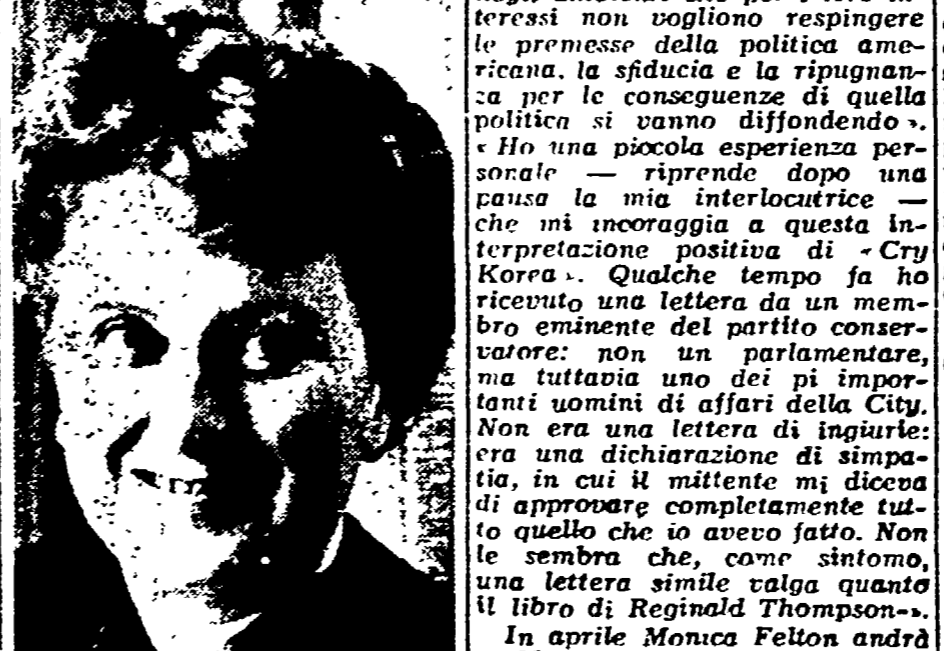 teressi non vogliono respingere
le premesse della politica ame-
ricana, la sfiducia e la ripugnan-
za per le conseguenze di quella
politica si vanno diffondendo ».
« Ho una piccola esperienza per-
sonale — riprende dopo una
pausa la mia interlocutrice —
che mi incoraggia a questa in-
terpretazione positiva di « Cry
Korea ». Qualche tempo fa ho
ricevuto una lettera da un mem-
bro eminente del partito conser-
vatore: non un parlamentare,
ma tuttavia uno dei pi impor-
tanti uomini di affari della City.
Non era una lettera di ingiurie:
era una dichiarazione di simpa-
tia, in cui il mittente mi diceva
di approvare completamente tut-
to quello che io avevo fatto. Non
le sembra che, come sintomo,
una lettera simile valga quanto
il libro di Reginald Thompson-».
In aprile Monica Felton andrà